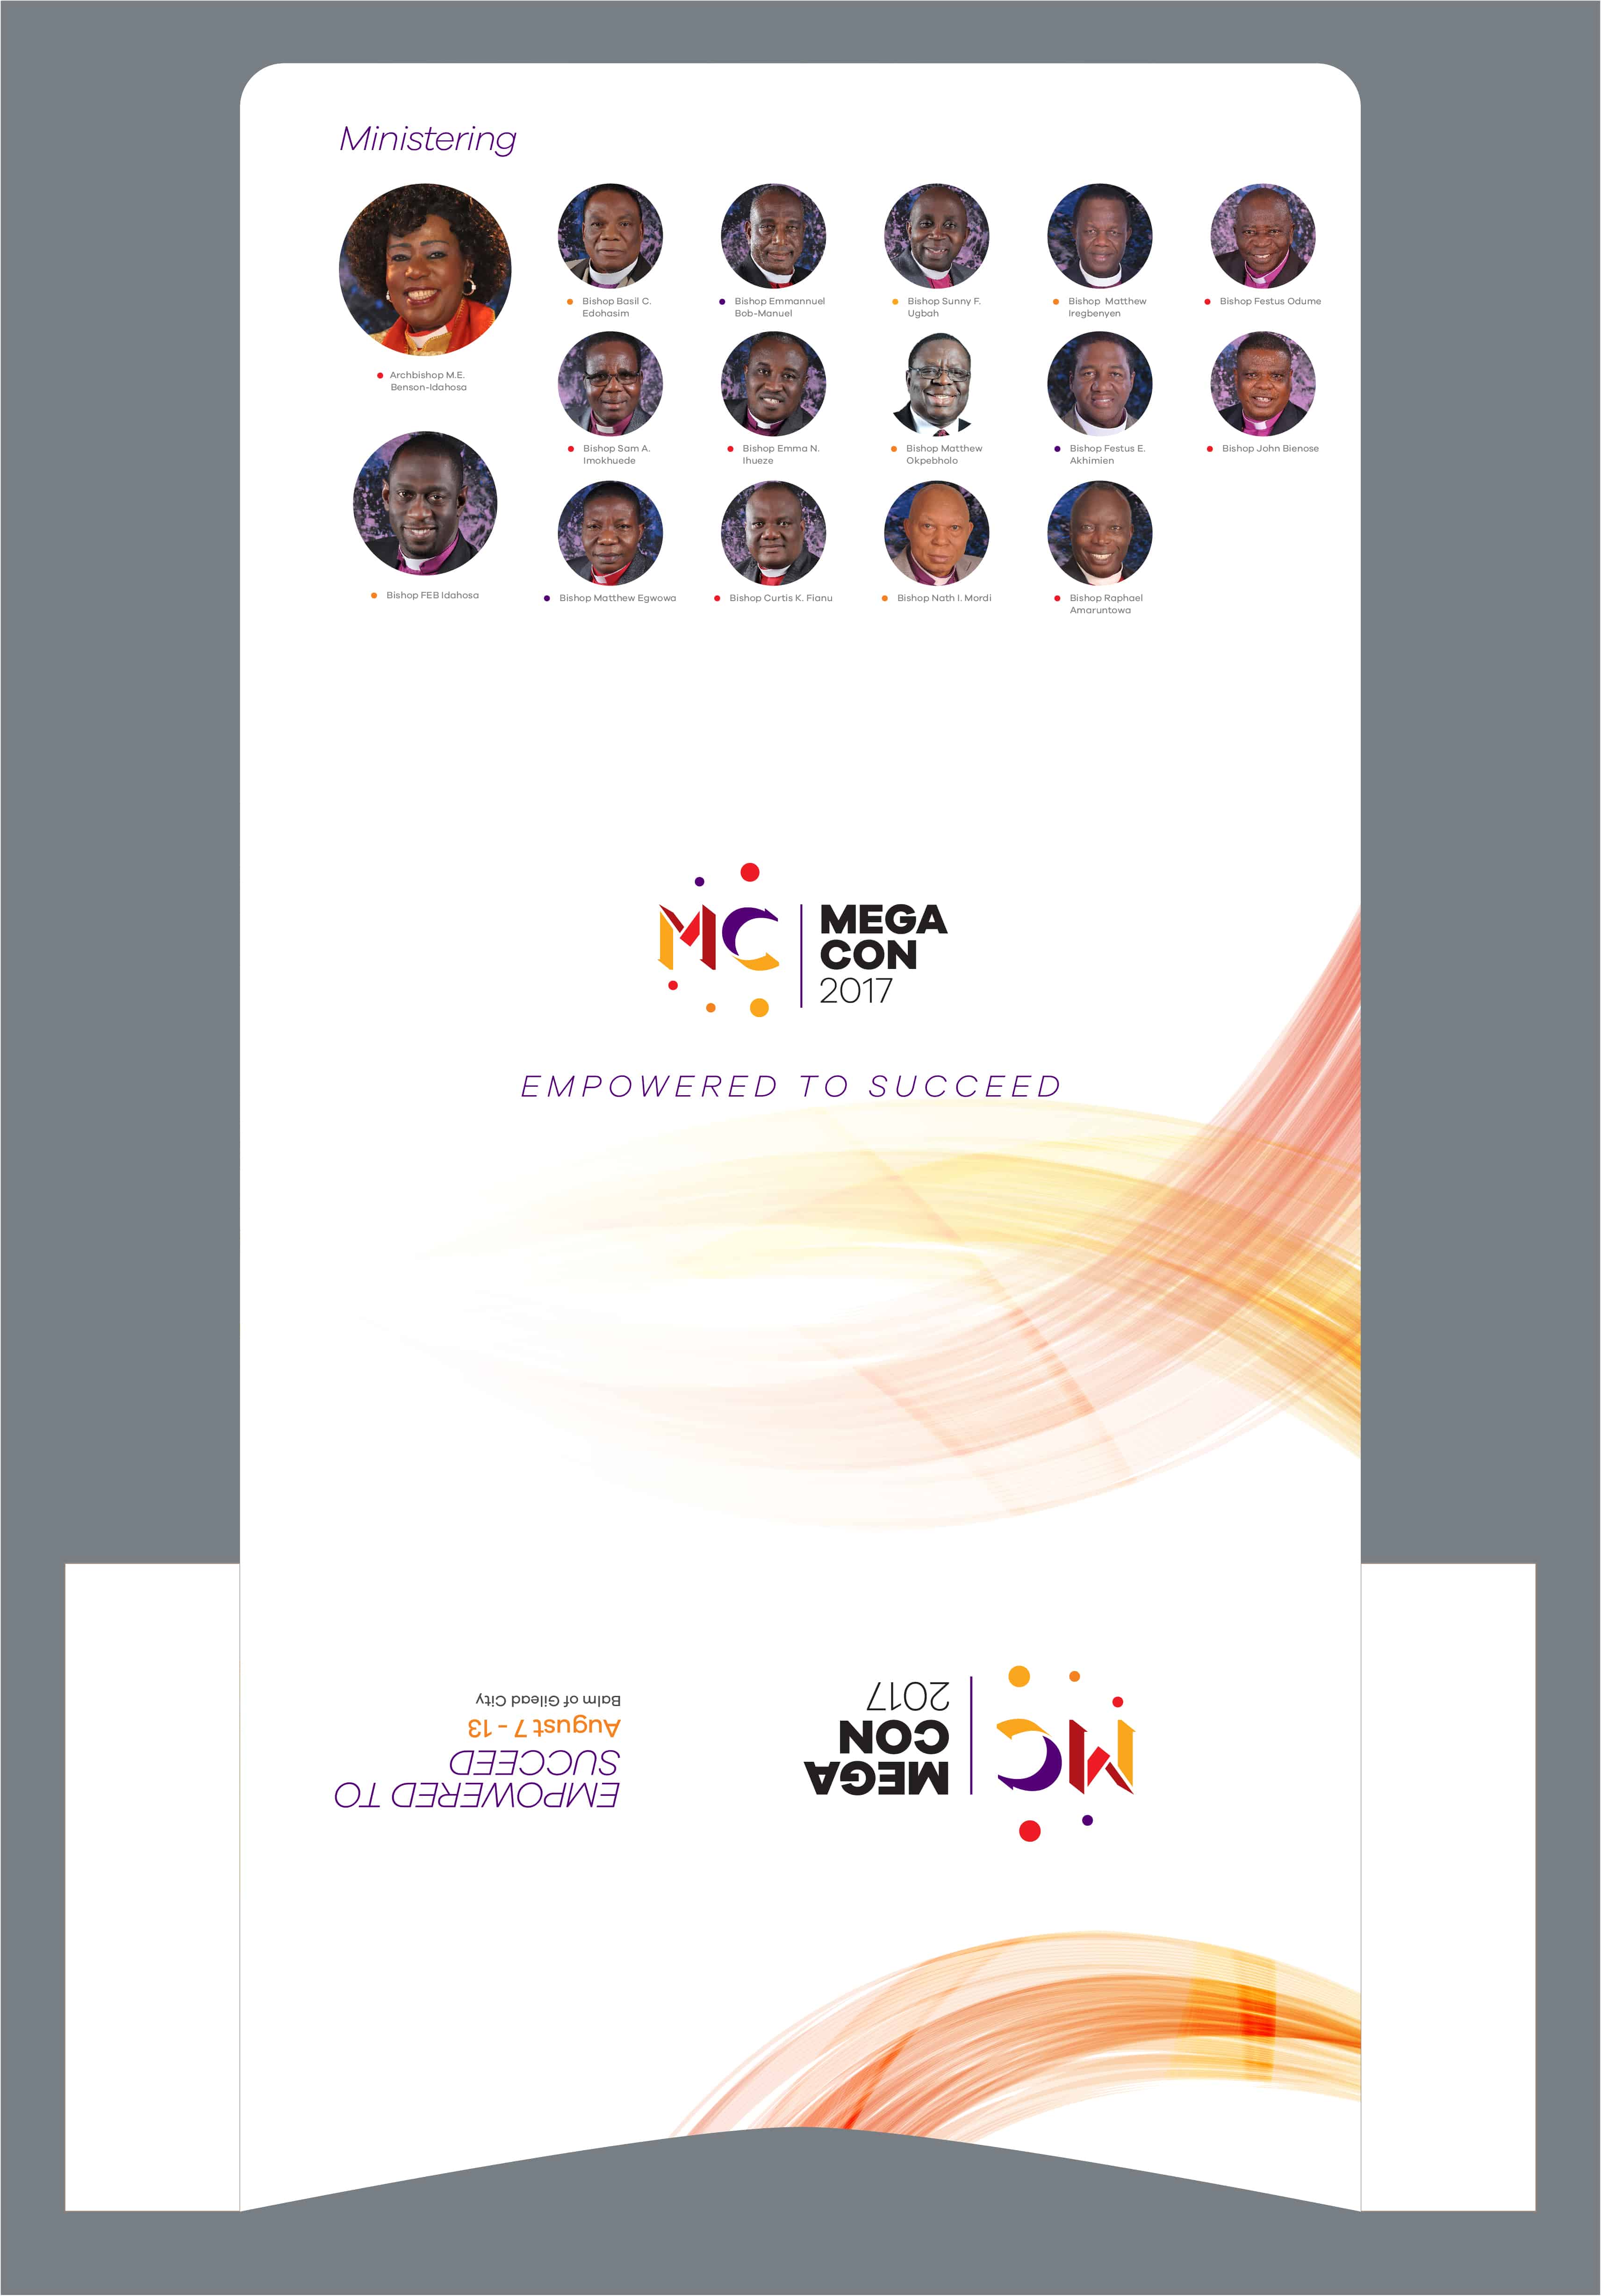 Ministering
Archbishop M.E.
Benson-Idahosa
Bishop FEB Idahosa
Bishop Basil C.
Edohasim
Bishop Emmannuel
Bob-Manuel
Bishop Sunny F.
Ugbah
Bishop Matthew
Iregbenyen
Bishop Festus Odume
Bishop Sam A.
Imokhuede
Bishop Emma N.
Ihueze
Bishop Matthew
Okpebholo
Bishop Festus E.
Akhimien
Bishop John Bienose
Bishop Matthew Egwowa
Bishop Curtis K. Fianu
Bishop Nath I. Mordi
Bishop Raphael
Amaruntowa
MC
MEGA
CON
2017
EMPOWERED TO SUCCEED
MC
MEGA
CON
2017
EMPOWERED TO
SUCCEED
August 7 - 13
Balm of Gilead City